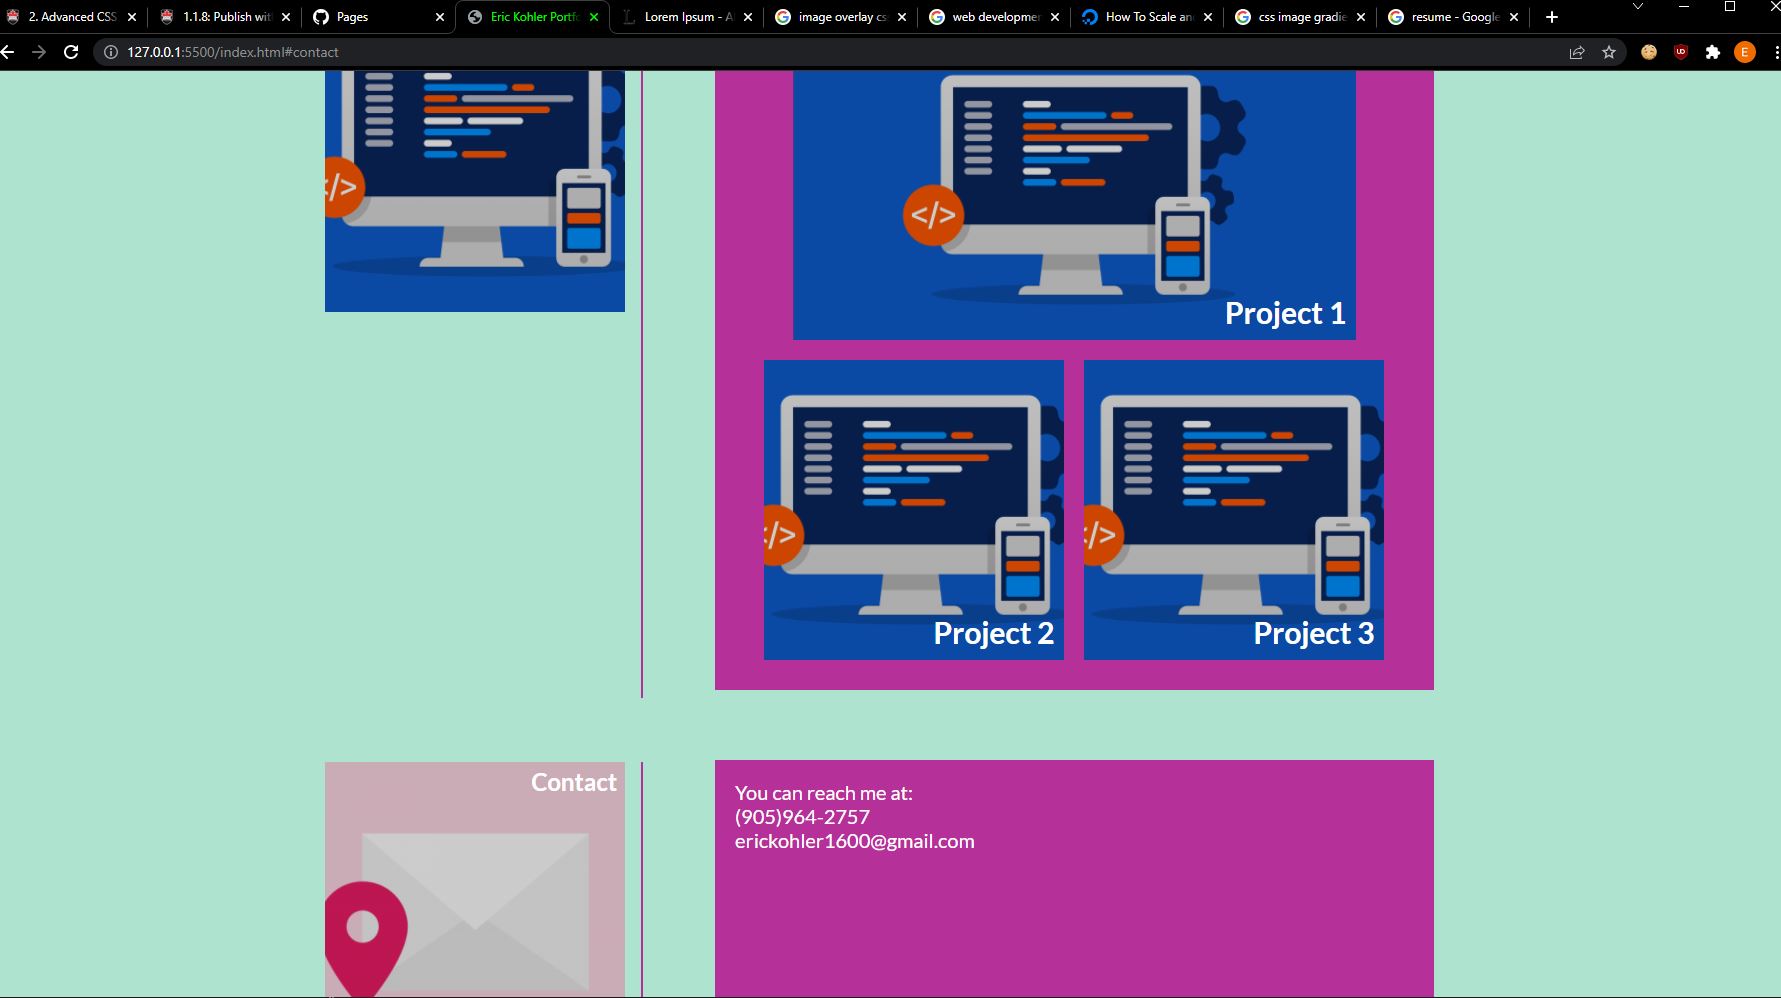 2. Advanced CSS
1.1.8: Publish wit
Pages
Eric Kohler Portfo
Lorem Ipsum - A
image overlay cs
web developmen
How To Scale an
css image gradie
resume - Google
127.0.0.1:5500/index.html#contact
E
</>
</>
Project 1
</>
</>
Project 2
Project 3
Contact
You can reach me at:
(905)964-2757
erickohler1600@gmail.com